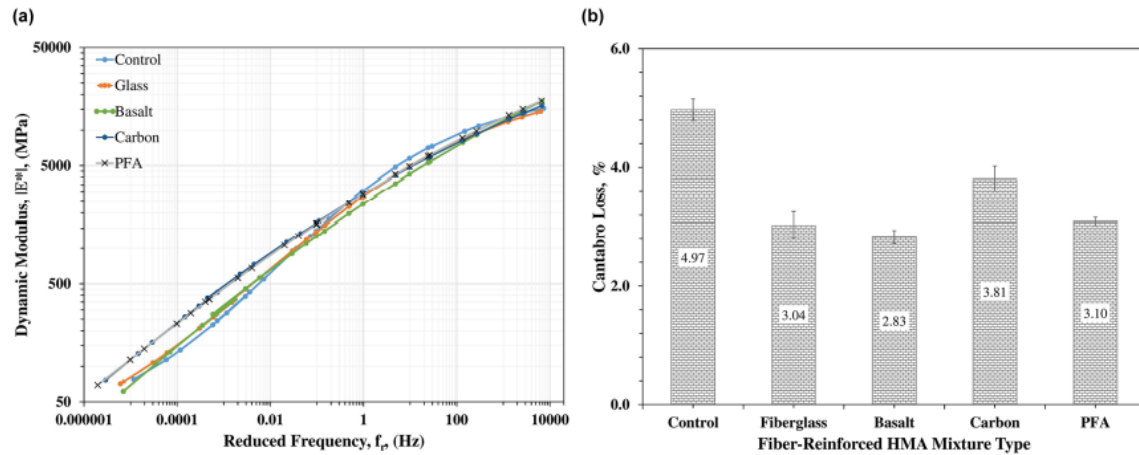 (a)
50000
5000
500
50
Dynamic Modulus, |E*|, (MPa)
Control
Glass
Basalt
Carbon
PFA
0.000001 0.0001 0.01 1 100 10000
Reduced Frequency, fr, (Hz)
(b)
6.0
4.0
2.0
0.0
Cantabro Loss, %
4.97
3.04
2.83
3.81
3.10
Control Fiberglass Basalt Carbon PFA
Fiber-Reinforced HMA Mixture Type